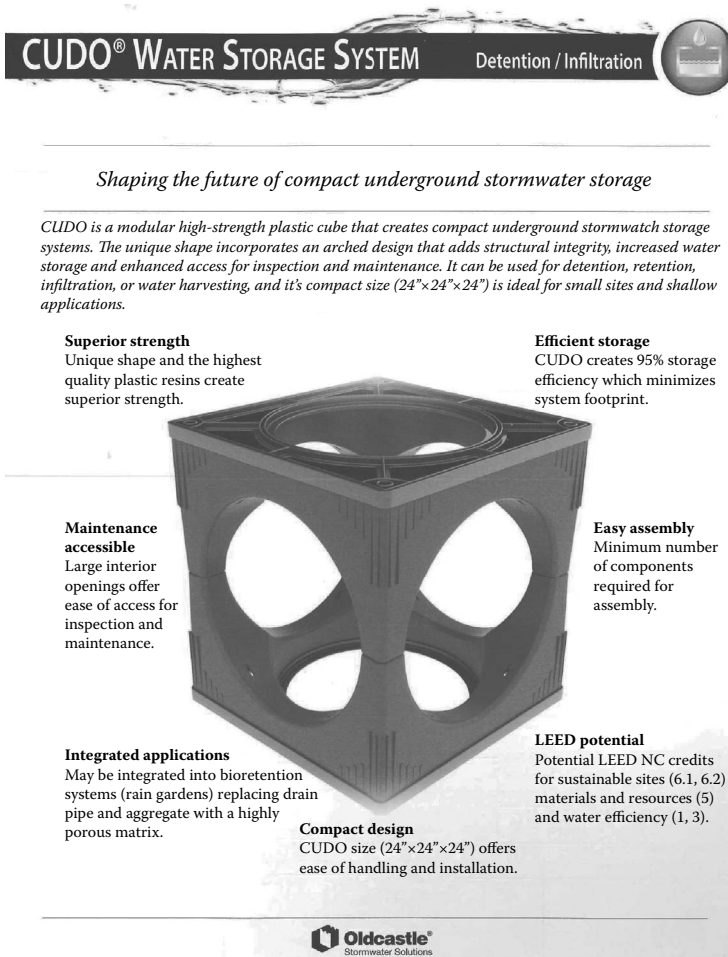 CUDO® WATER STORAGE SYSTEM
Detention / Infiltration
Shaping the future of compact underground stormwater storage
CUDO is a modular high-strength plastic cube that creates compact underground stormwatch storage
systems. The unique shape incorporates an arched design that adds structural integrity, increased water
storage and enhanced access for inspection and maintenance. It can be used for detention, retention,
infiltration, or water harvesting, and it's compact size (24”×24”×24”) is ideal for small sites and shallow
applications.
Superior strength
Unique shape and the highest
quality plastic resins create
superior strength.
Efficient storage
CUDO creates 95% storage
efficiency which minimizes
system footprint.
Maintenance
accessible
Large interior
openings offer
ease of access for
inspection and
maintenance.
Easy assembly
Minimum number
of components
required for
assembly.
Integrated applications
May be integrated into bioretention
systems (rain gardens) replacing drain
pipe and aggregate with a highly
porous matrix.
LEED potential
Potential LEED NC credits
for sustainable sites (6.1, 6.2)
materials and resources (5)
and water efficiency (1, 3).
Compact design
CUDO size (24”×24”×24”) offers
ease of handling and installation.
Oldcastle®
Stormwater Solutions